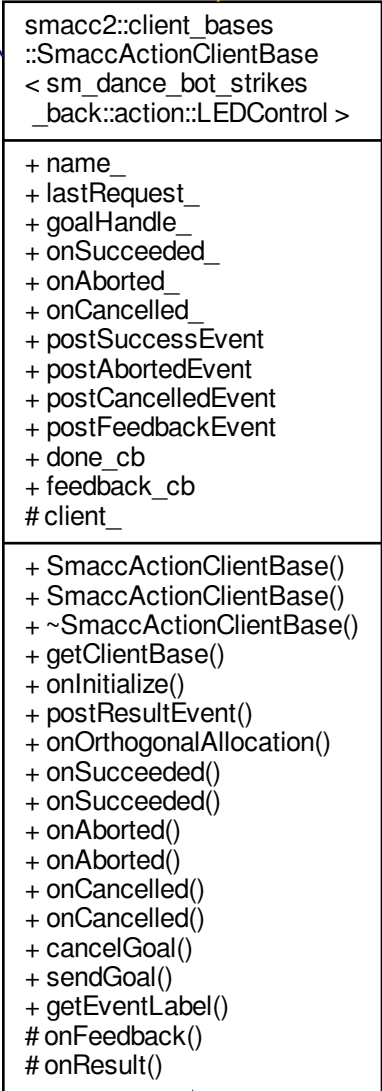 smacc2::client_bases
::SmaccActionClientBase
< sm_dance_bot_strikes
_back::action::LEDControl >
+ name_
+ lastRequest_
+ goalHandle_
+ onSucceeded_
+ onAborted_
+ onCancelled_
+ postSuccessEvent
+ postAbortedEvent
+ postCancelledEvent
+ postFeedbackEvent
+ done_cb
+ feedback_cb
# client_
+ SmaccActionClientBase()
+ SmaccActionClientBase()
+ ~SmaccActionClientBase()
+ getClientBase()
+ onInitialize()
+ postResultEvent()
+ onOrthogonalAllocation()
+ onSucceeded()
+ onSucceeded()
+ onAborted()
+ onAborted()
+ onCancelled()
+ onCancelled()
+ cancelGoal()
+ sendGoal()
+ getEventLabel()
# onFeedback()
# onResult()